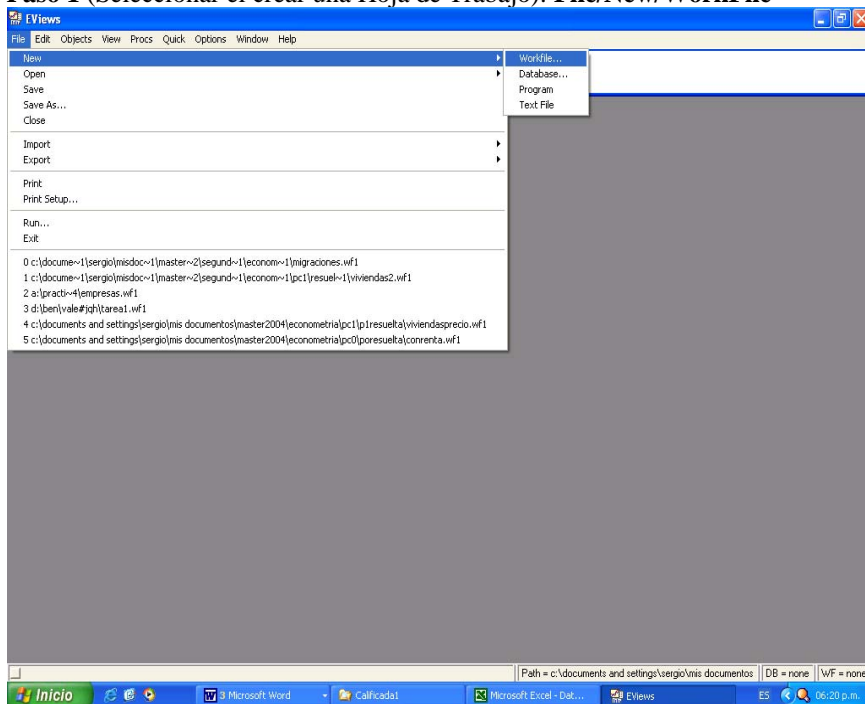 Paso 1 (Seleccionar el crear una Hoja de Trabajo): File/New/WorkFile
EViews
File Edit Objects View Procs Quick Options Window Help
New
Workfile...
Open
Database...
Save
Program
Save As...
Text File
Close
Import
Export
Print
Print Setup...
Run...
Exit
0 c:\docume~1\sergio\misdoc~1\master~2\segund~1\econom~1\migraciones.wf1
1 c:\docume~1\sergio\misdoc~1\master~2\segund~1\econom~1\pc1\resuel~1\viviendas2.wf1
2 a:\practi~4\empresas.wf1
3 d:\ben\vale#jqh\tarea1.wf1
4 c:\documents and settings\sergio\mis documentos\master2004\econometria\pc1\p1resuelta\viviendasprecio.wf1
5 c:\documents and settings\sergio\mis documentos\master2004\econometria\pc0\poresuelta\conrenta.wf1
Path = c:\documents and settings\sergio\mis documentos DB = none WF = none
Inicio 3 Microsoft Word Calificada1 Microsoft Excel - Dat... EViews ES 06:20 p.m.